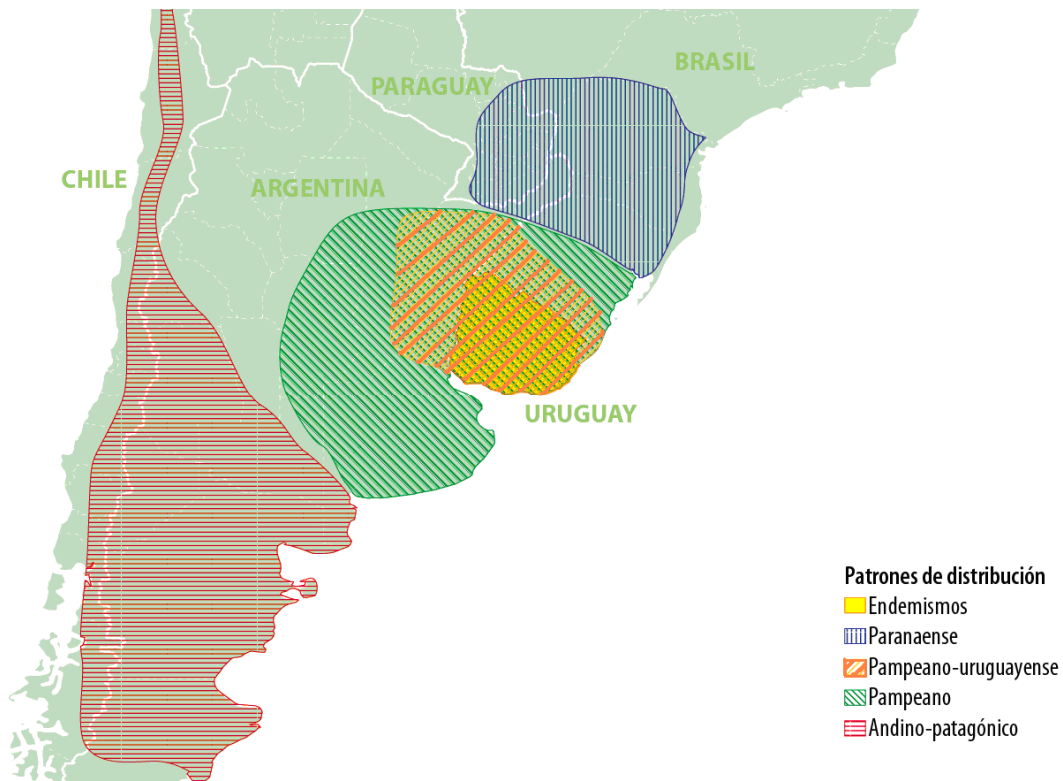 BRASIL
PARAGUAY
CHILE
ARGENTINA
URUGUAY
Patrones de distribución
Endemismos
Paranaense
Pampeano-uruguayense
Pampeano
Andino-patagónico